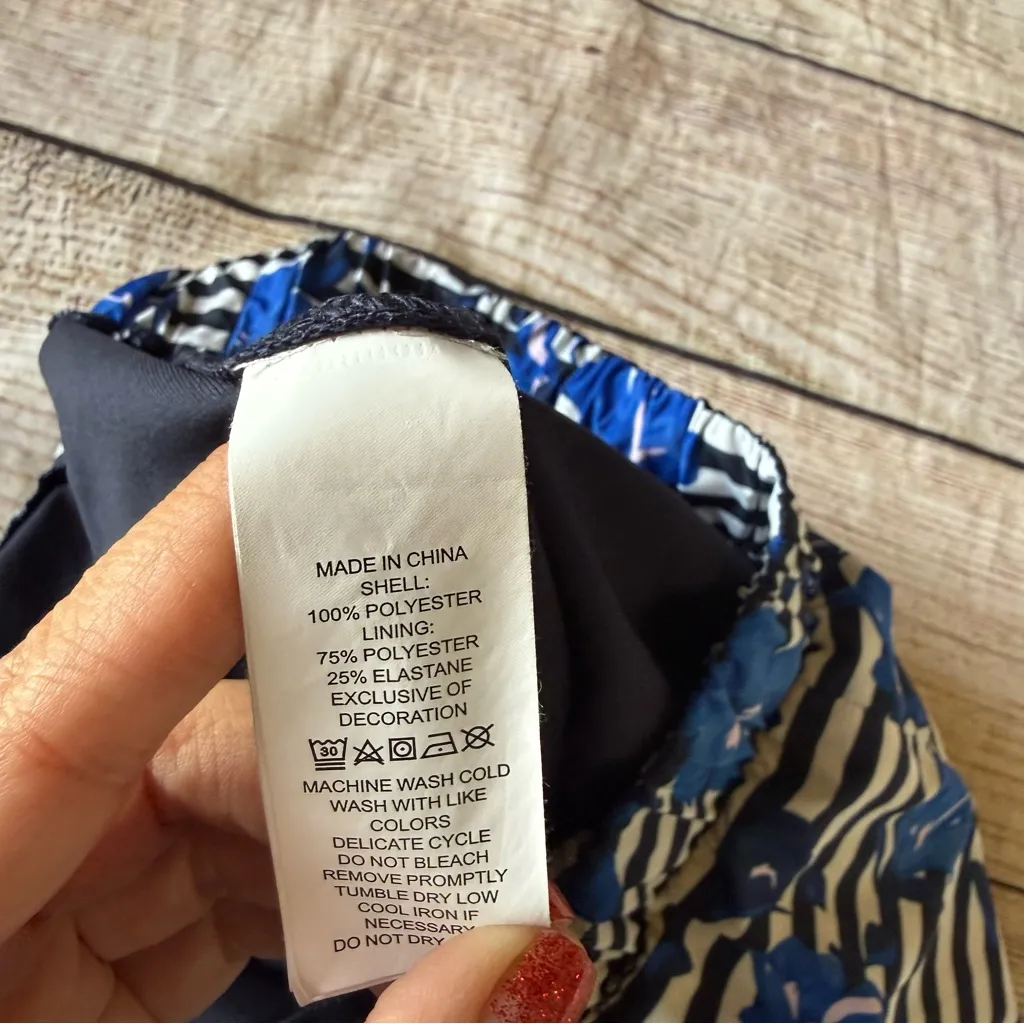 MADE IN CHINA
SHELL:
100% POLYESTER
LINING:
75% POLYESTER
25% ELASTANE
EXCLUSIVE OF
DECORATION
30
MACHINE WASH COLD
WASH WITH LIKE
COLORS
DELICATE CYCLE
DO NOT BLEACH
REMOVE PROMPTLY
TUMBLE DRY LOW
COOL IRON IF
NECESSARY
DO NOT DRY